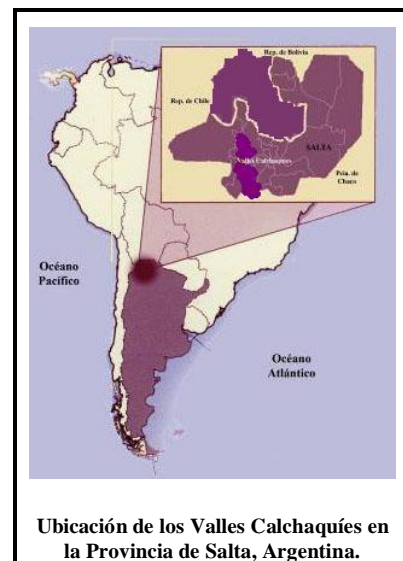 Rep. de Bolivia
Rep. de Chile
SALTA
Valles Calchaquíes
Pcia. de
Chaco
Océano
Pacífico
Océano
Atlántico
Ubicación de los Valles Calchaquíes en
la Provincia de Salta, Argentina.